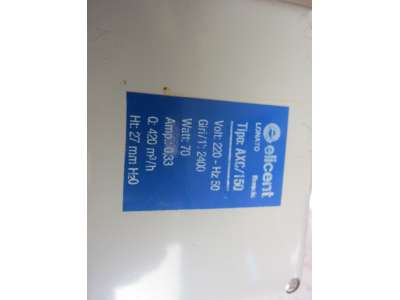 elicent
LONATO
Tipo: AXC/150
Volt: 220 - Hz 50
Giri/1': 2400
Watt: 70
Amp.: 0,33
Q: 420 m³/h
Ht: 27 mm H₂0